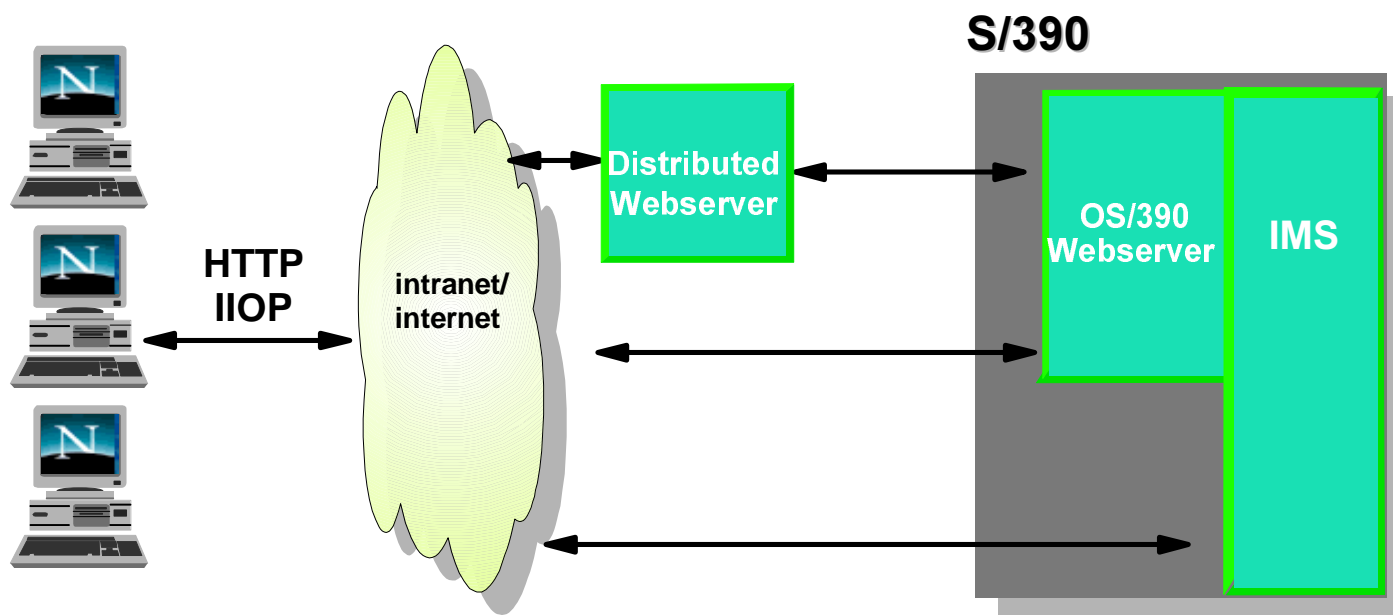 S/390
N
N
N
HTTP
IIOP
intranet/
internet
Distributed
Webserver
OS/390
Webserver
IMS